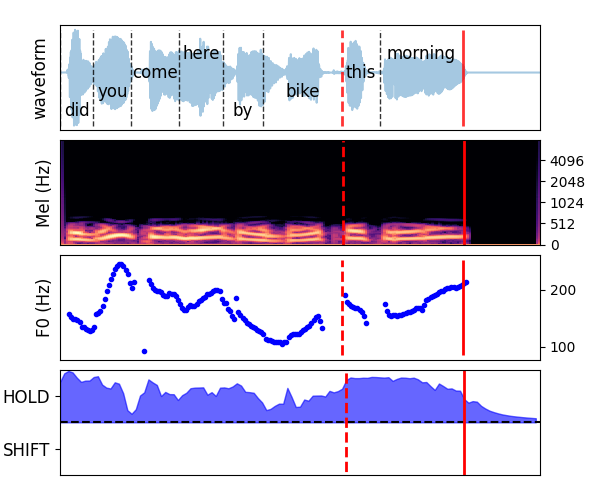 waveform
did
you
come
here
by
bike
this
morning
Mel (Hz)
4096
2048
1024
512
0
F0 (Hz)
200
100
HOLD
SHIFT